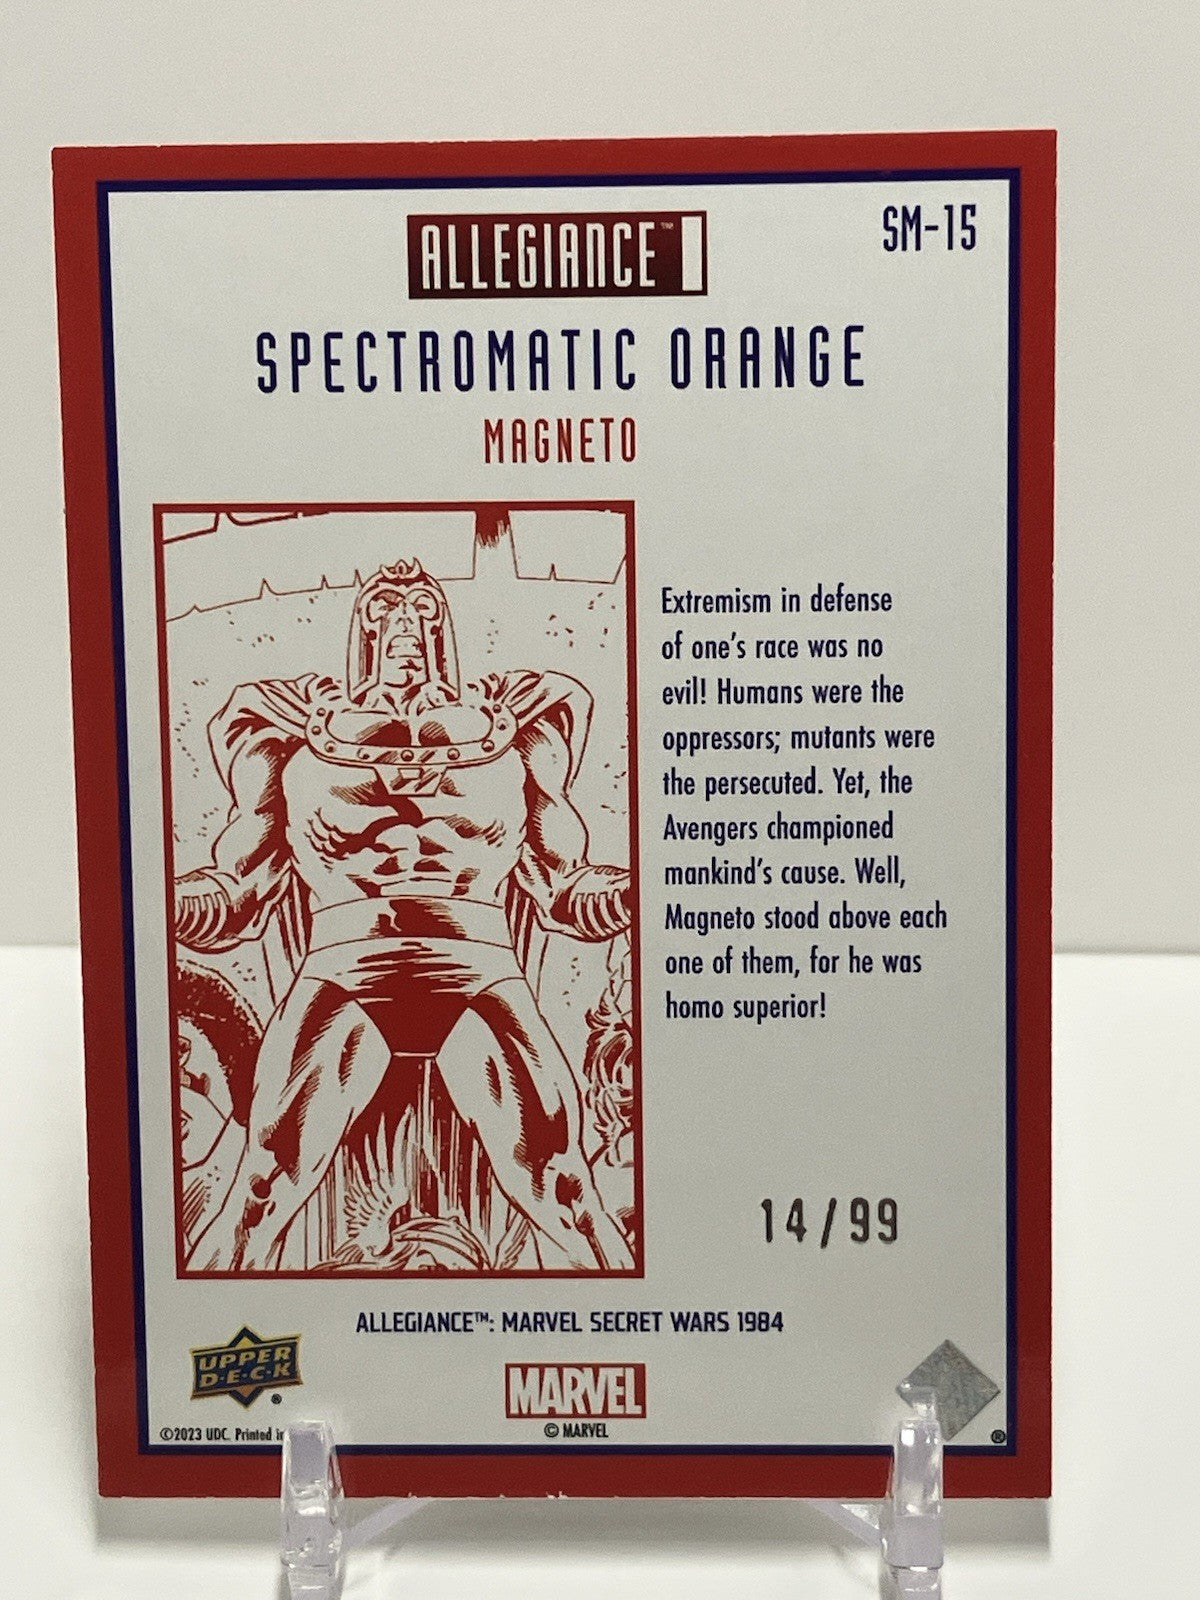 SM-15
ALLEGIANCE™
SPECTROMATIC ORANGE
MAGNETO
Extremism in defense
of one's race was no
evil! Humans were the
oppressors; mutants were
the persecuted. Yet, the
Avengers championed
mankind's cause. Well,
Magneto stood above each
one of them, for he was
homo superior!
14/99
ALLEGIANCE™: MARVEL SECRET WARS 1984
UPPER
D·E·C·K
®
MARVEL
© MARVEL
©2023 UDC. Printed in
®